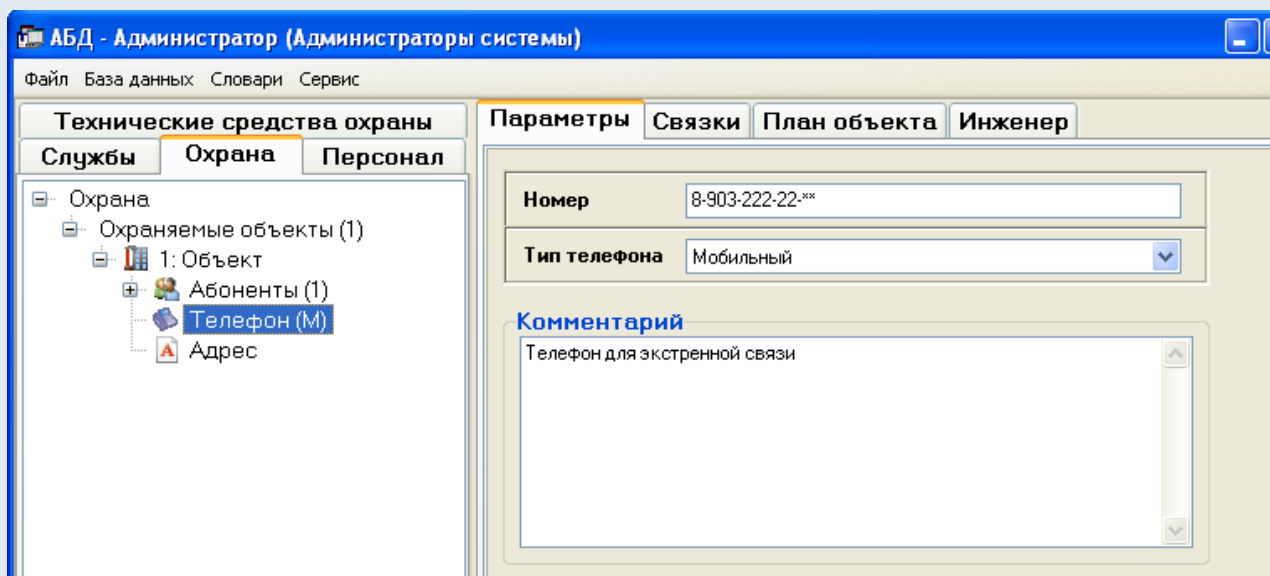 АБД - Администратор (Администраторы системы)
Файл База данных Словари Сервис
Технические средства охраны
Службы Охрана Персонал
Охрана
Охраняемые объекты (1)
1: Объект
Абоненты (1)
Телефон (М)
Адрес
Параметры Связки План объекта Инженер
Номер 8-903-222-22-**
Тип телефона Мобильный
Комментарий
Телефон для экстренной связи